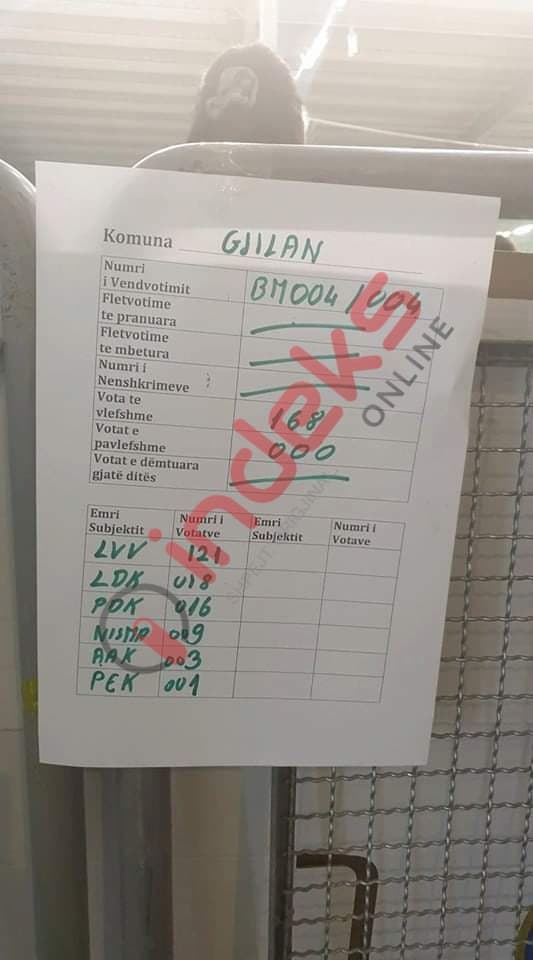 Komuna GJILAN
Numri
i Vendvotimit BM004/004
Fletvotime
te pranuara
Fletvotime
te mbetura
Numri i
Nenshkrimeve
Vota te
vlefshme 168
Votat e
pavlefshme 000
Votat e dëmtuara
gjatë ditës
Emri Numri i Emri Numri i
Subjektit Votatve Subjektit Votave
LVV 121
LDK 018
PDK 016
NISMA 009
AAK 003
PEK 001
indeks
ONLINE